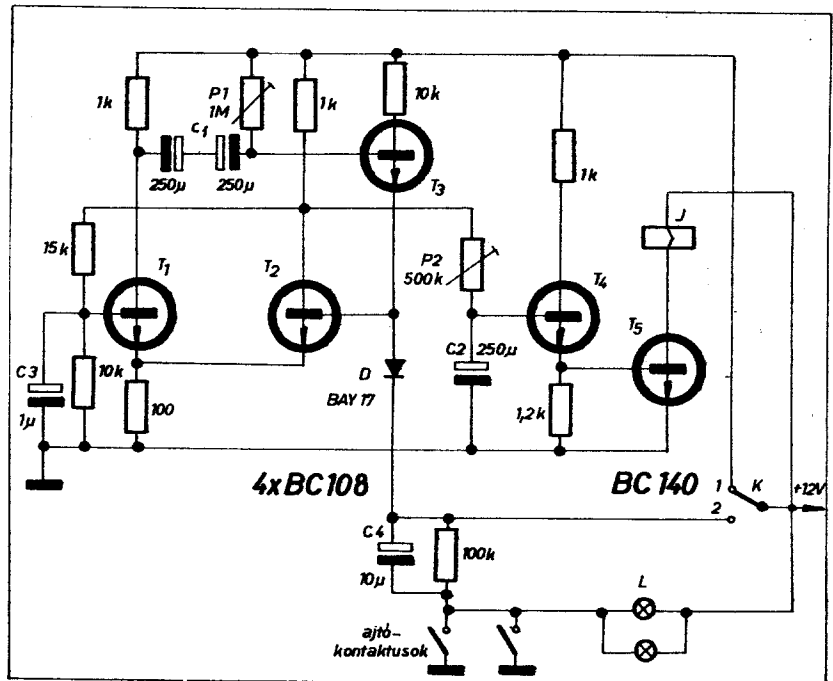 1k
P1
1M
1k
10k
C1
250µ
250µ
T3
1k
J
15k
T1
T2
P2
500k
T4
T5
C3
1µ
10k
100
D
BAY 17
C2 250µ
1,2k
4xBC108
BC 140
1 K
+12V
2
C4
10µ
100k
L
ajtó-
kontaktusok